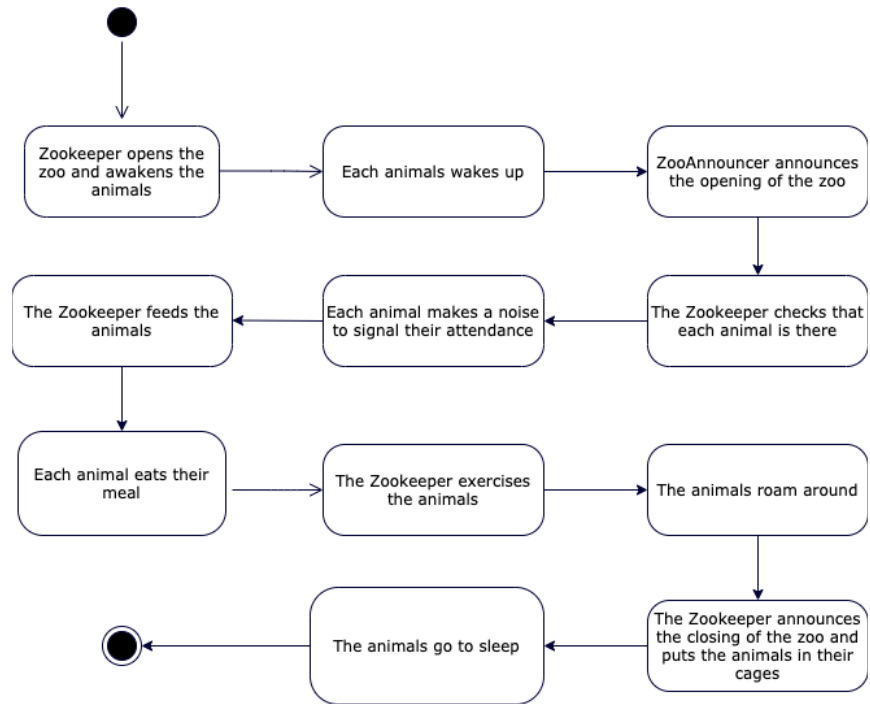 Zookeeper opens the
zoo and awakens the
animals
Each animals wakes up
ZooAnnouncer announces
the opening of the zoo
The Zookeeper checks that
each animal is there
Each animal makes a noise
to signal their attendance
The Zookeeper feeds the
animals
Each animal eats their
meal
The Zookeeper exercises
the animals
The animals roam around
The Zookeeper announces
the closing of the zoo and
puts the animals in their
cages
The animals go to sleep